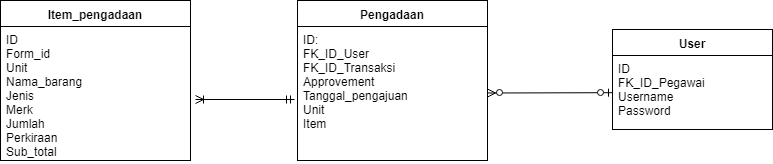 Item_pengadaan
ID
Form_id
Unit
Nama_barang
Jenis
Merk
Jumlah
Perkiraan
Sub_total
Pengadaan
ID:
FK_ID_User
FK_ID_Transaksi
Approvement
Tanggal_pengajuan
Unit
Item
User
ID
FK_ID_Pegawai
Username
Password